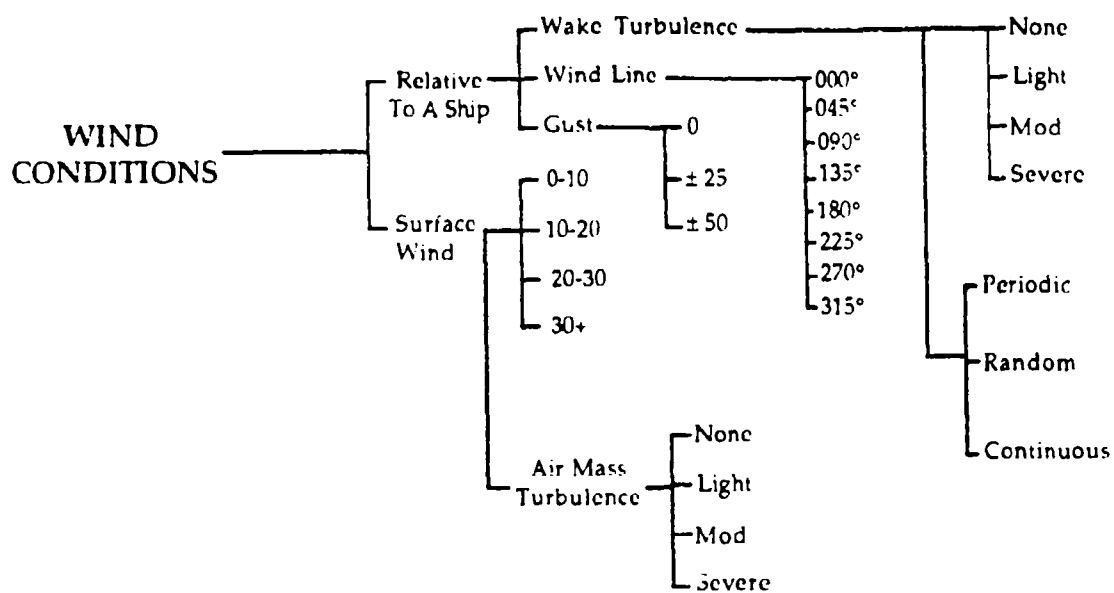 WIND
CONDITIONS
Relative
To A Ship
Wake Turbulence
None
Light
Mod
Severe
Periodic
Random
Continuous
Wind Line
000°
045°
090°
135°
180°
225°
270°
315°
Gust
0
± 25
± 50
Surface
Wind
0-10
10-20
20-30
30+
Air Mass
Turbulence
None
Light
Mod
Severe